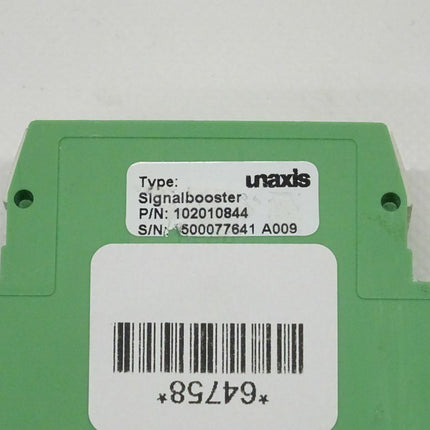 Type: unaxis
Signalbooster
P/N: 102010844
S/N: 500077641 A009
*64758*